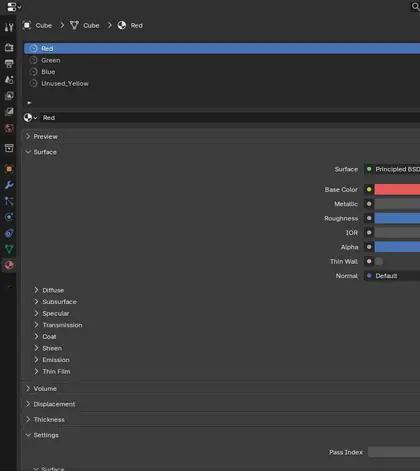 Cube Cube Red
Red
Green
Blue
Unused_Yellow
Red
Preview
Surface
Surface Principled BSD
Base Color
Metallic
Roughness
IOR
Alpha
Thin Wall
Normal Default
Diffuse
Subsurface
Specular
Transmission
Coat
Sheen
Emission
Thin Film
Volume
Displacement
Thickness
Settings
Pass Index
Surface